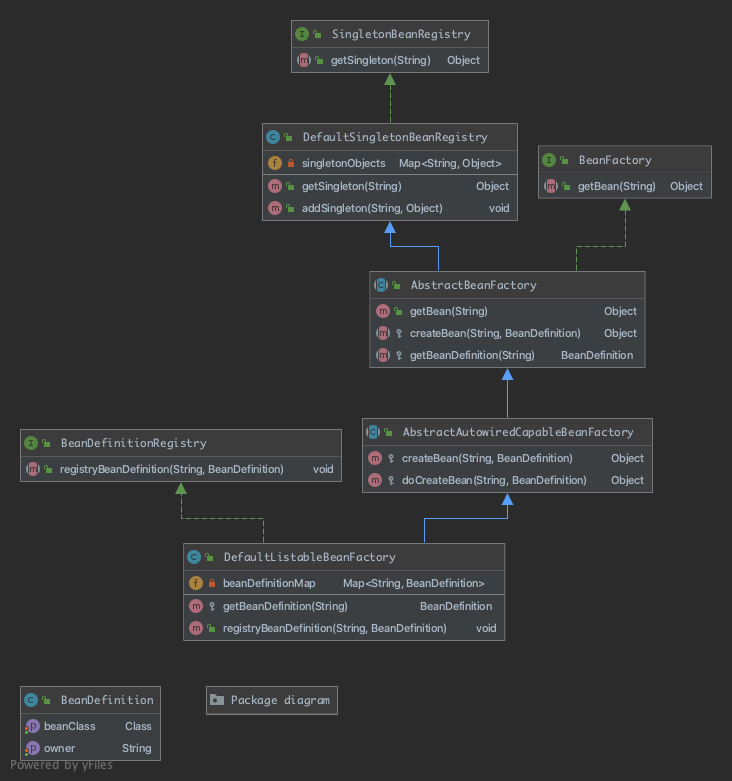 SingletonBeanRegistry
getSingleton(String) Object
DefaultSingletonBeanRegistry
singletonObjects Map<String, Object>
getSingleton(String) Object
addSingleton(String, Object) void
BeanFactory
getBean(String) Object
AbstractBeanFactory
getBean(String) Object
createBean(String, BeanDefinition) Object
getBeanDefinition(String) BeanDefinition
BeanDefinitionRegistry
registryBeanDefinition(String, BeanDefinition) void
AbstractAutowiredCapableBeanFactory
createBean(String, BeanDefinition) Object
doCreateBean(String, BeanDefinition) Object
DefaultListableBeanFactory
beanDefinitionMap Map<String, BeanDefinition>
getBeanDefinition(String) BeanDefinition
registryBeanDefinition(String, BeanDefinition) void
BeanDefinition
beanClass Class
owner String
Package diagram
Powered by yFiles